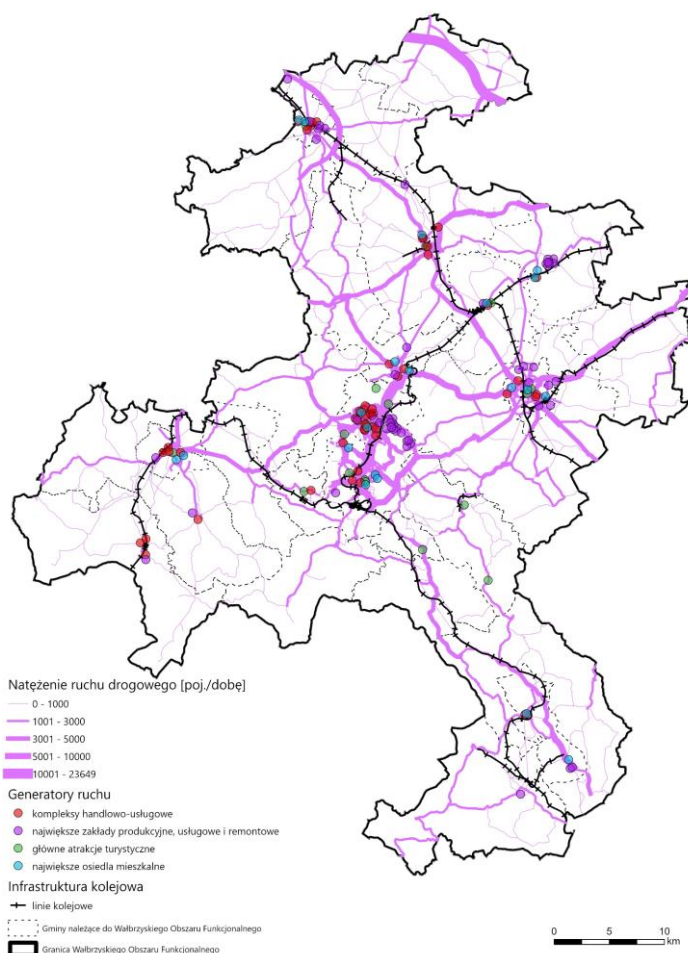 Natężenie ruchu drogowego [poj./dobę]
0 - 1000
1001 - 3000
3001 - 5000
5001 - 10000
10001 - 23649
Generatory ruchu
kompleksy handlowo-usługowe
największe zakłady produkcyjne, usługowe i remontowe
główne atrakcje turystyczne
największe osiedla mieszkalne
Infrastruktura kolejowa
linie kolejowe
Gminy należące do Wałbrzyskiego Obszaru Funkcjonalnego
Granica Wałbrzyskiego Obszaru Funkcjonalnego
0 5 10
km